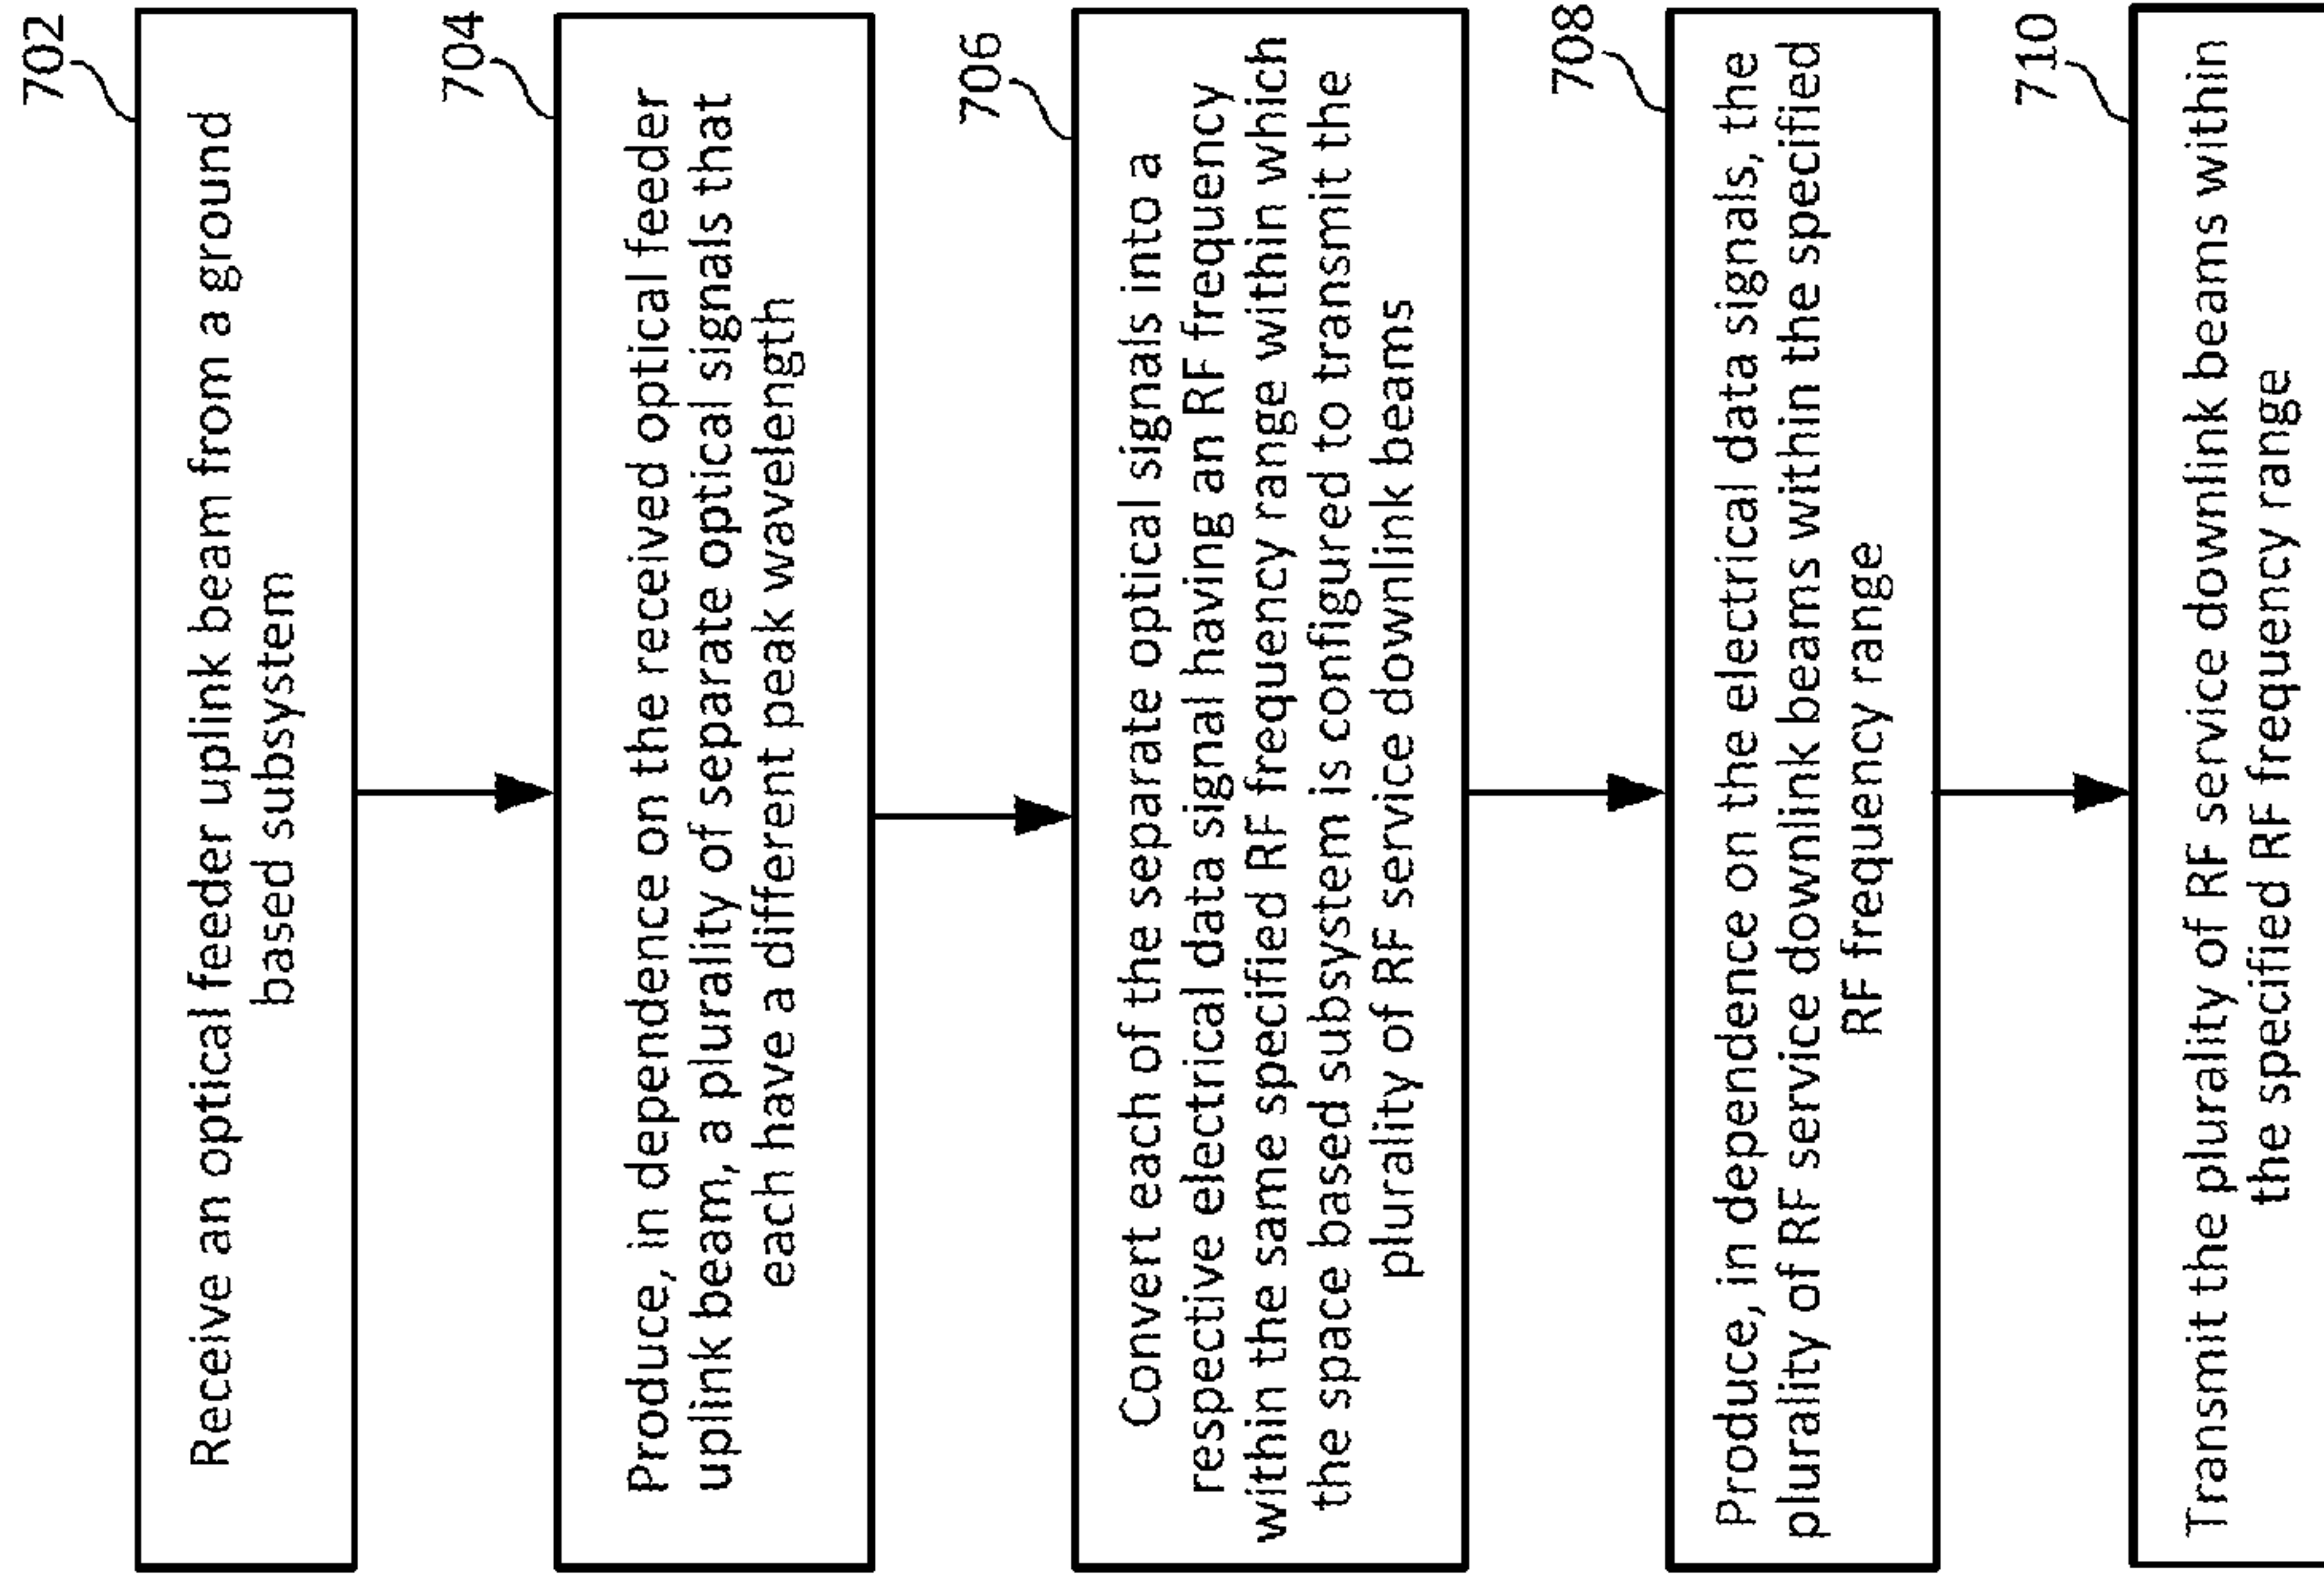 702
Receive an optical feeder uplink beam from a ground
based subsystem
704
Produce, in dependence on the received optical feeder
uplink beam, a plurality of separate optical signals that
each have a different peak wavelength
706
Convert each of the separate optical signals into a
respective electrical data signal having an RF frequency
within the same specified RF frequency range within which
the space based subsystem is configured to transmit the
plurality of RF service downlink beams
708
Produce, in dependence on the electrical data signals, the
plurality of RF service downlink beams within the specified
RF frequency range
710
Transmit the plurality of RF service downlink beams within
the specified RF frequency range